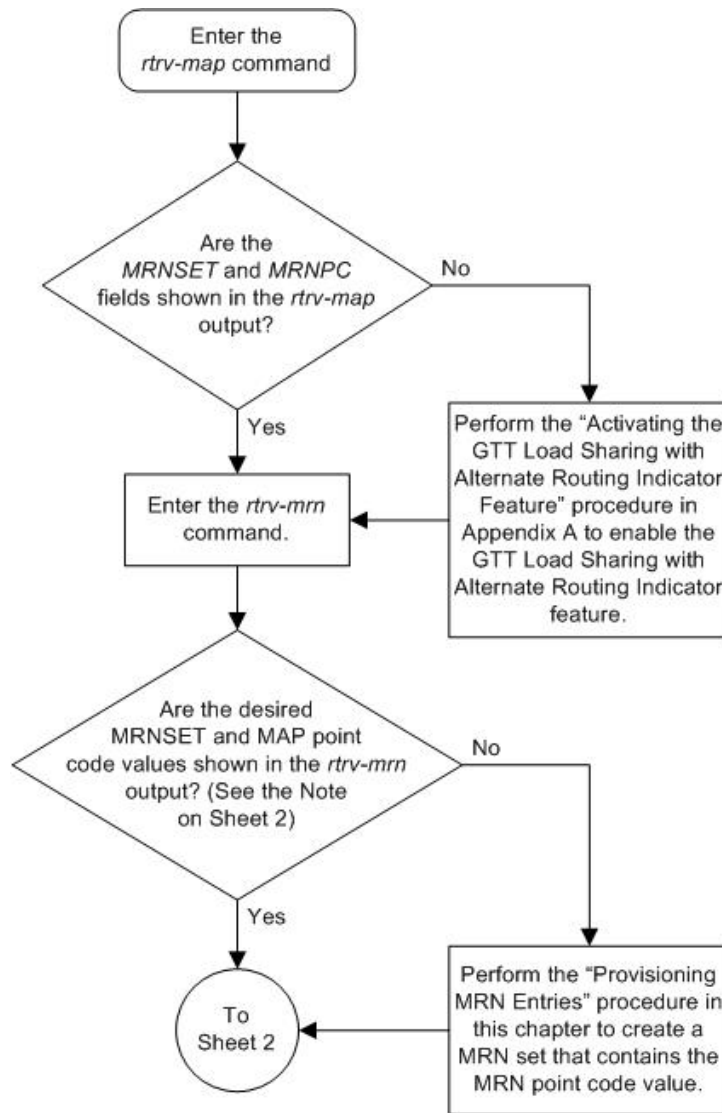 Enter the
rtrv-map command
Are the
MRNSET and MRNPC
fields shown in the rtrv-map
output?
No
Yes
Perform the “Activating the
GTT Load Sharing with
Alternate Routing Indicator
Feature” procedure in
Appendix A to enable the
GTT Load Sharing with
Alternate Routing Indicator
feature.
Enter the rtrv-mrn
command.
Are the desired
MRNSET and MAP point
code values shown in the rtrv-mrn
output? (See the Note
on Sheet 2)
No
Yes
Perform the “Provisioning
MRN Entries” procedure in
this chapter to create a
MRN set that contains the
MRN point code value.
To
Sheet 2